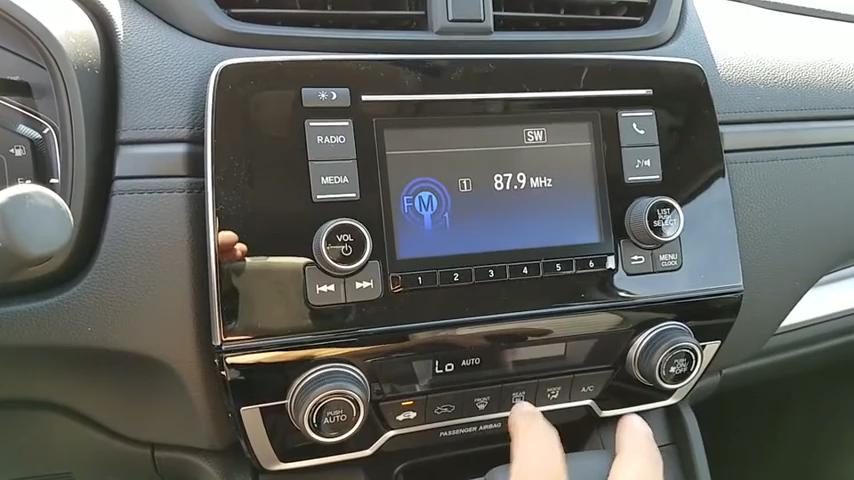 RADIO
MEDIA
VOL
SW
FM1
1
87.9 MHz
LIST
PUSH
SELECT
MENU
CLOCK
1 2 3 4 5 6
Lo AUTO
PUSH
AUTO
FRONT
REAR
MODE
A/C
PUSH
OFF
PASSENGER AIRBAG